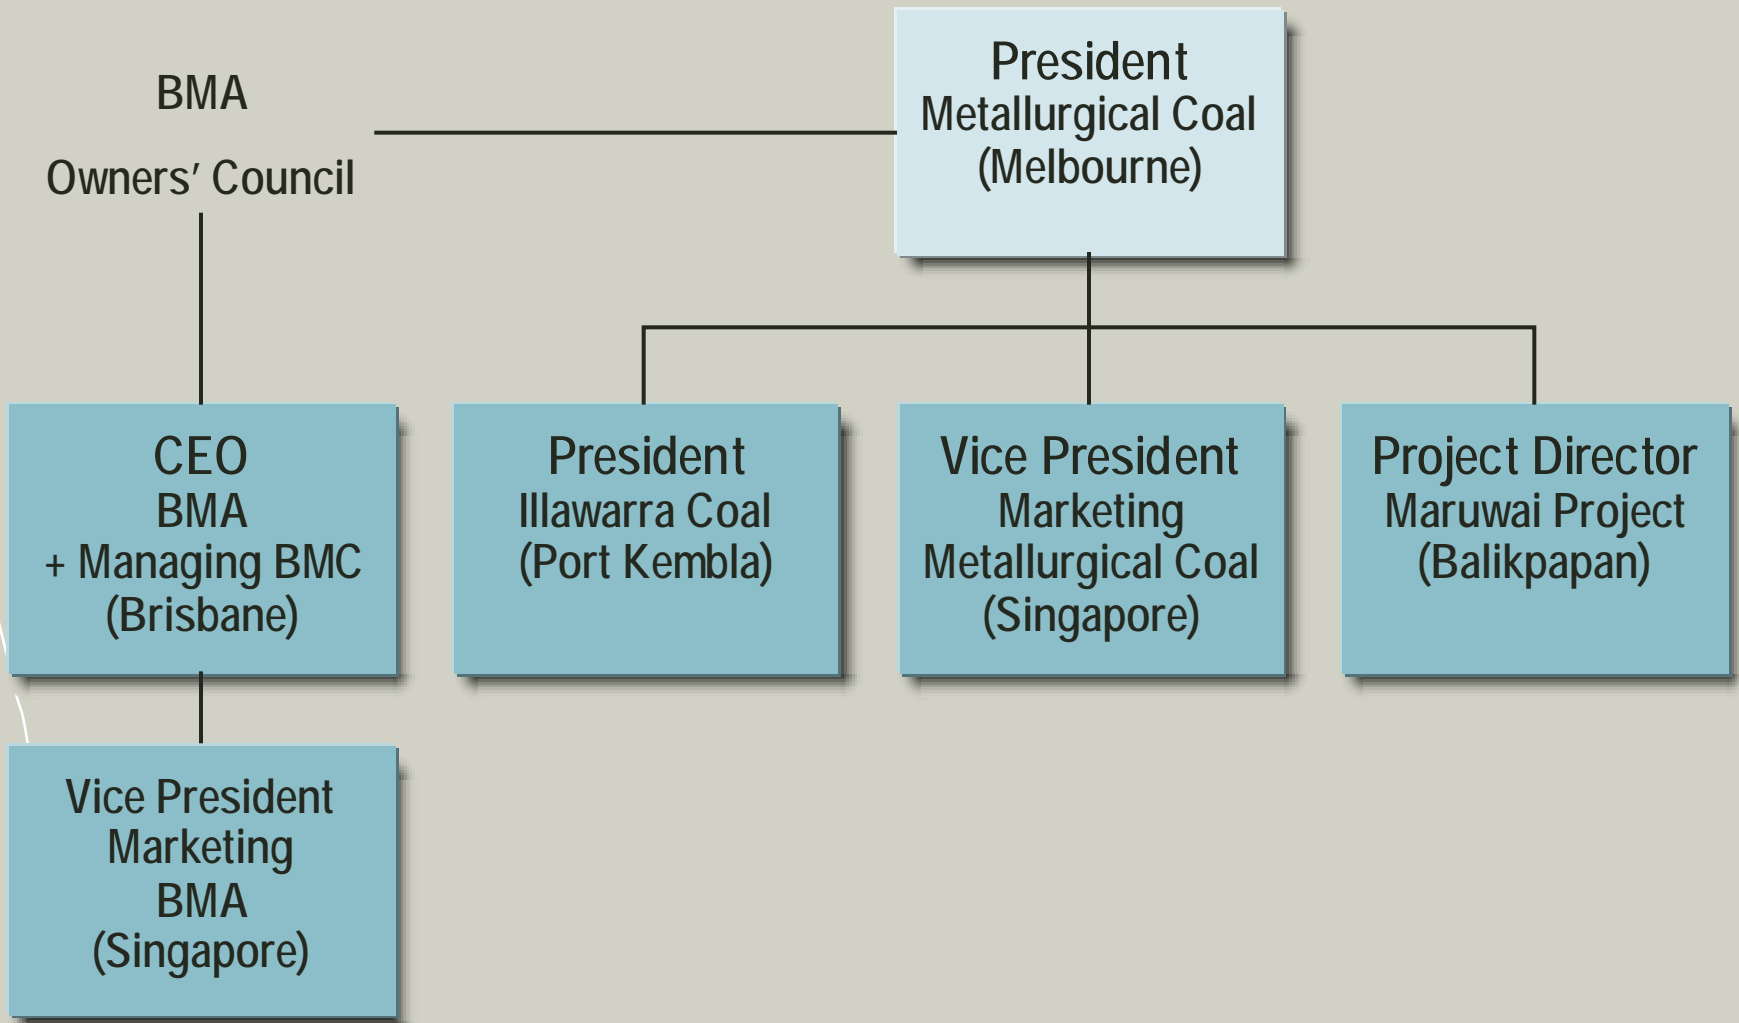 BMA
Owners' Council
President
Metallurgical Coal
(Melbourne)
CEO
BMA
+ Managing BMC
(Brisbane)
President
Illawarra Coal
(Port Kembla)
Vice President
Marketing
Metallurgical Coal
(Singapore)
Project Director
Maruwai Project
(Balikpapan)
Vice President
Marketing
BMA
(Singapore)